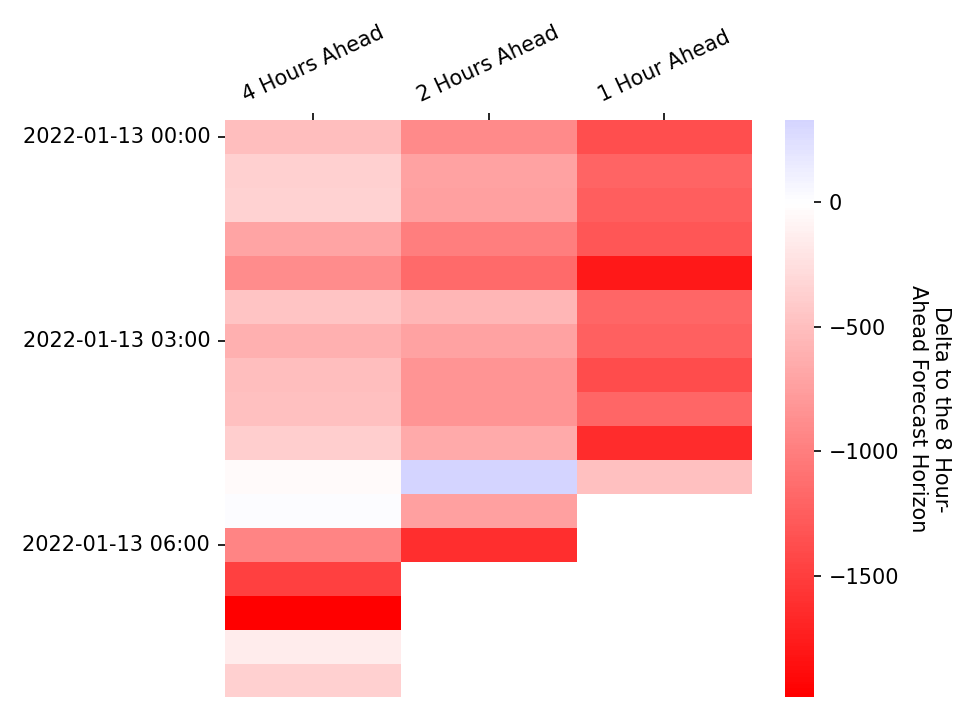 4 Hours Ahead
2 Hours Ahead
1 Hour Ahead
2022-01-13 00:00
2022-01-13 03:00
2022-01-13 06:00
0
−500
−1000
−1500
Delta to the 8 Hour-
Ahead Forecast Horizon